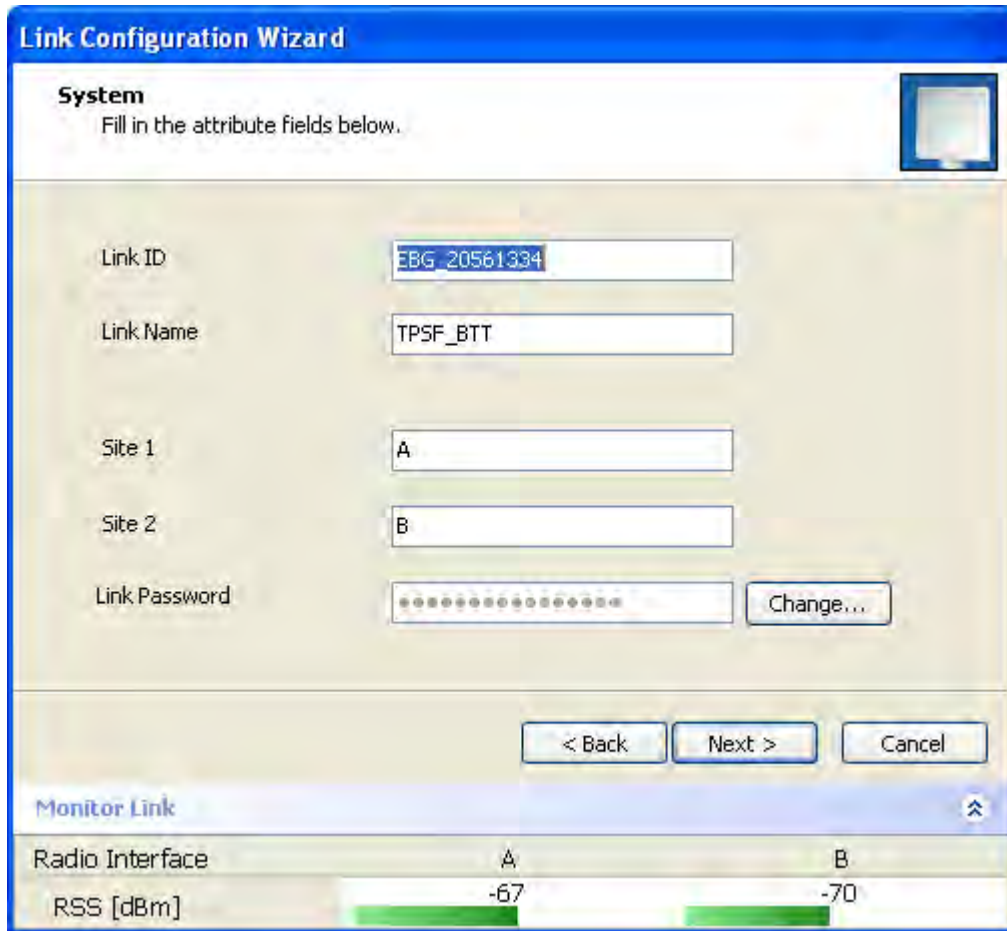 Link Configuration Wizard
System
Fill in the attribute fields below.
Link ID EBG_20561334
Link Name TPSF_BTT
Site 1 A
Site 2 B
Link Password ●●●●●●●●●●●●●●●● Change...
< Back Next > Cancel
Monitor Link
Radio Interface A B
RSS [dBm] -67 -70